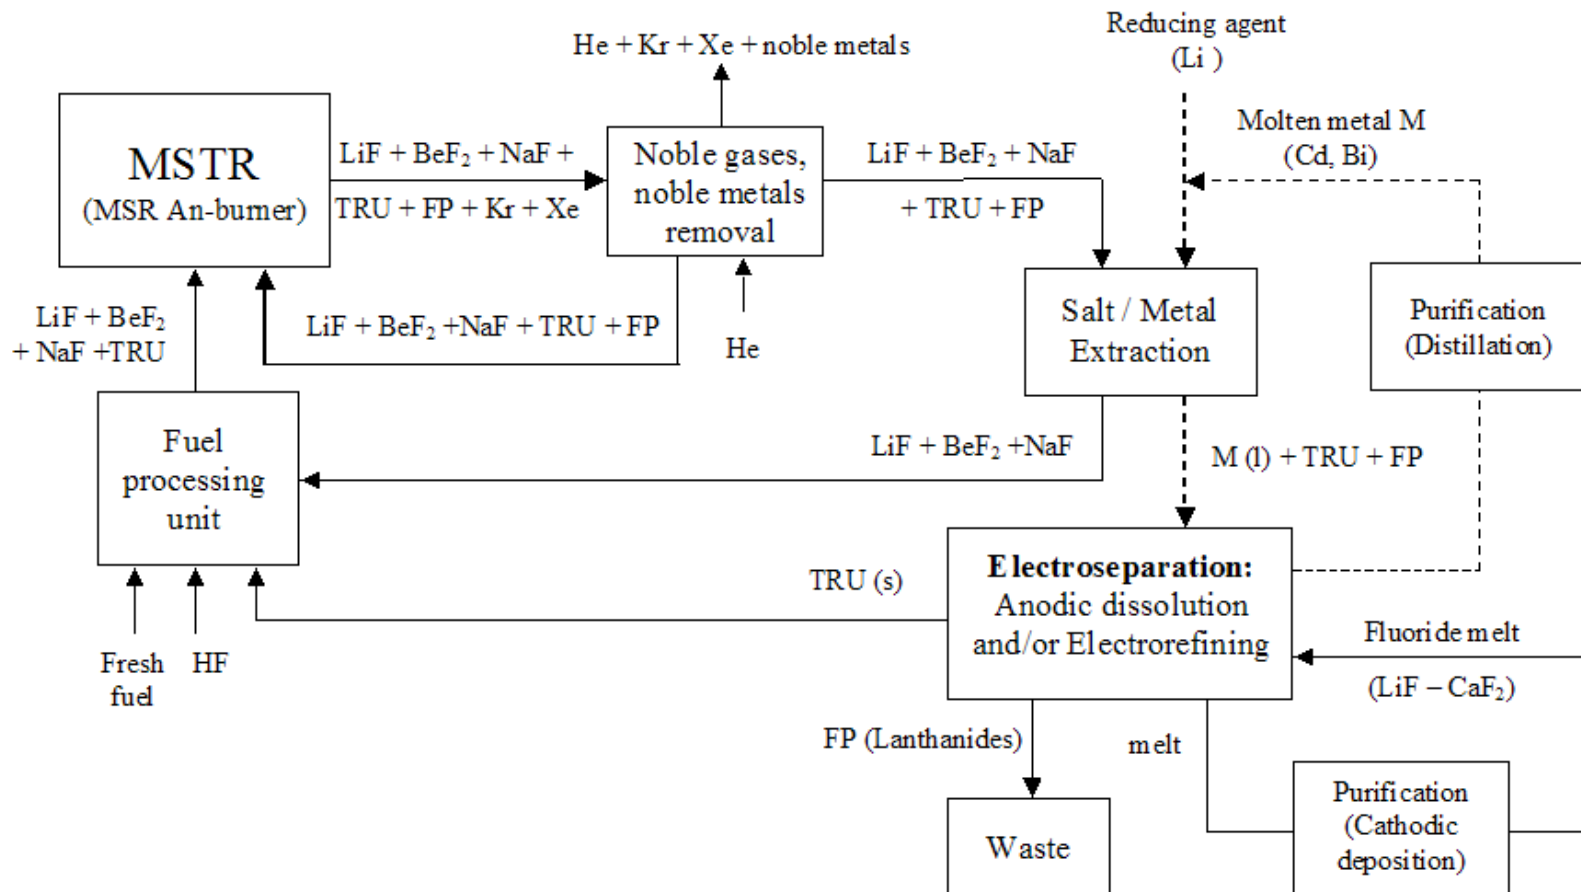 He + Kr + Xe + noble metals
Reducing agent
(Li )
Molten metal M
(Cd, Bi)
MSTR
(MSR An-burner)
LiF + BeF₂ + NaF +
TRU + FP + Kr + Xe
Noble gases,
noble metals
removal
LiF + BeF₂ + NaF
+ TRU + FP
LiF + BeF₂
+ NaF +TRU
LiF + BeF₂ +NaF + TRU + FP
He
Salt / Metal
Extraction
Purification
(Distillation)
Fuel
processing
unit
LiF + BeF₂ +NaF
M (l) + TRU + FP
TRU (s)
Electroseparation:
Anodic dissolution
and/or Electrorefining
Fluoride melt
(LiF – CaF₂)
Fresh
fuel
HF
FP (Lanthanides)
melt
Waste
Purification
(Cathodic
deposition)